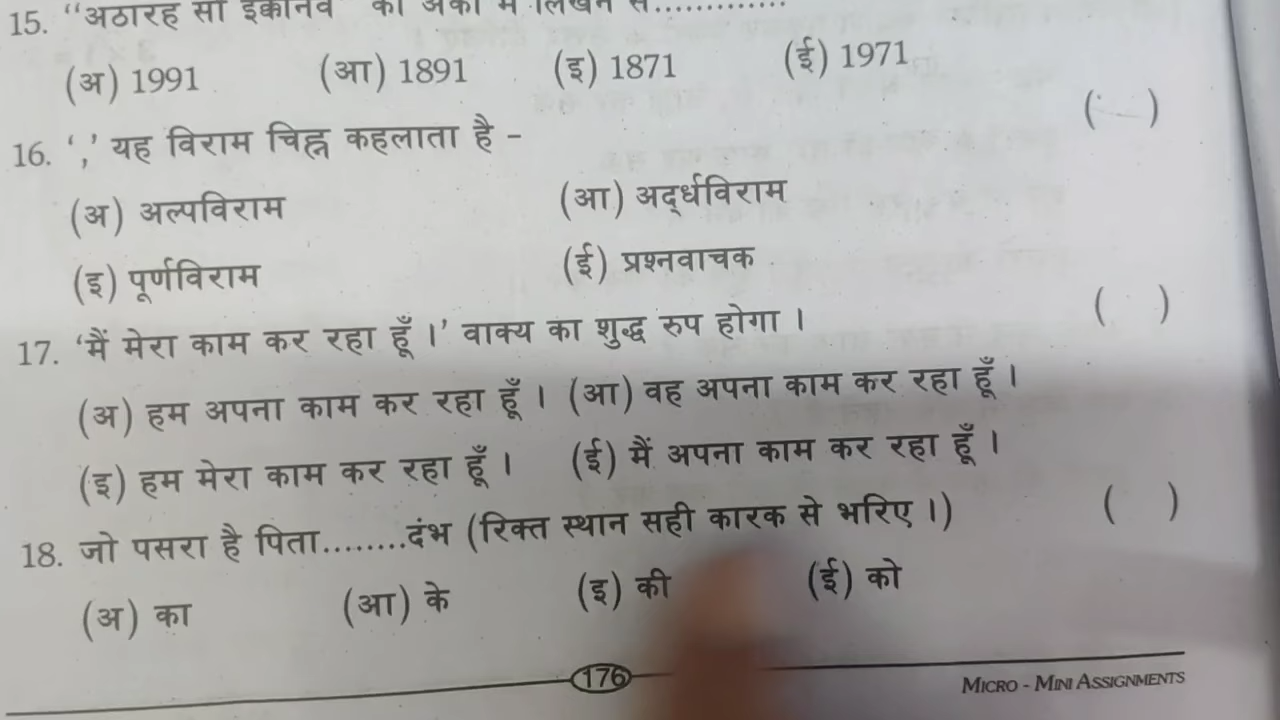 15. “अठारह सौ इक्कानवे” को अंकों में लिखने से.............
(अ) 1991 (आ) 1891 (इ) 1871 (ई) 1971
16. ‘,’ यह विराम चिह्न कहलाता है – ( )
(अ) अल्पविराम (आ) अर्द्धविराम
(इ) पूर्णविराम (ई) प्रश्नवाचक
17. ‘मैं मेरा काम कर रहा हूँ ।’ वाक्य का शुद्ध रुप होगा । ( )
(अ) हम अपना काम कर रहा हूँ । (आ) वह अपना काम कर रहा हूँ ।
(इ) हम मेरा काम कर रहा हूँ । (ई) मैं अपना काम कर रहा हूँ ।
18. जो पसरा है पिता........दंभ (रिक्त स्थान सही कारक से भरिए ।) ( )
(अ) का (आ) के (इ) की (ई) को
176
MICRO - MINI ASSIGNMENTS